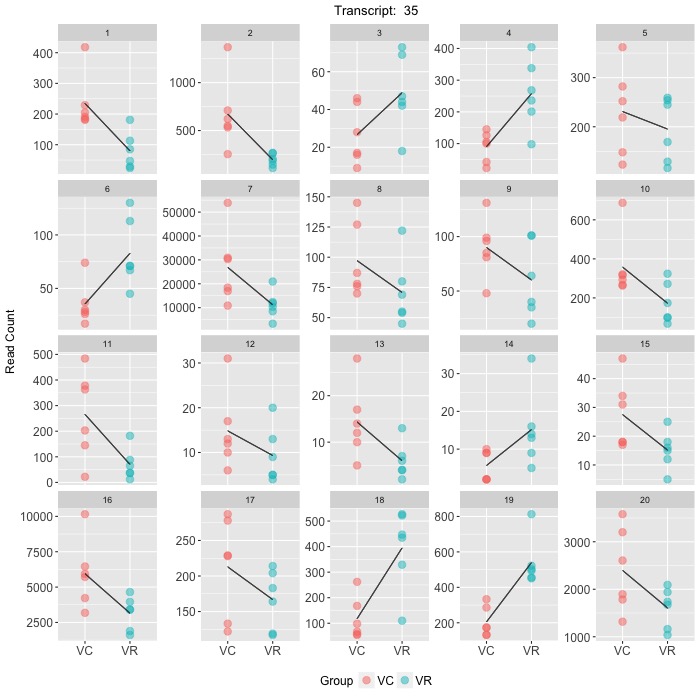 Transcript: 35
1 2 3 4 5
400 300 200 100
1000 500
60 40 20
400 300 200 100
300 200
6 7 8 9 10
100 50
50000 40000 30000 20000 10000
150 125 100 75 50
100 50
600 400 200
Read Count
11 12 13 14 15
500 400 300 200 100 0
30 20 10
20 10
30 20 10
40 30 20 10
16 17 18 19 20
10000 7500 5000 2500
250 200 150
500 400 300 200 100
800 600 400 200
3000 2000 1000
VC VR VC VR VC VR VC VR VC VR
Group VC VR